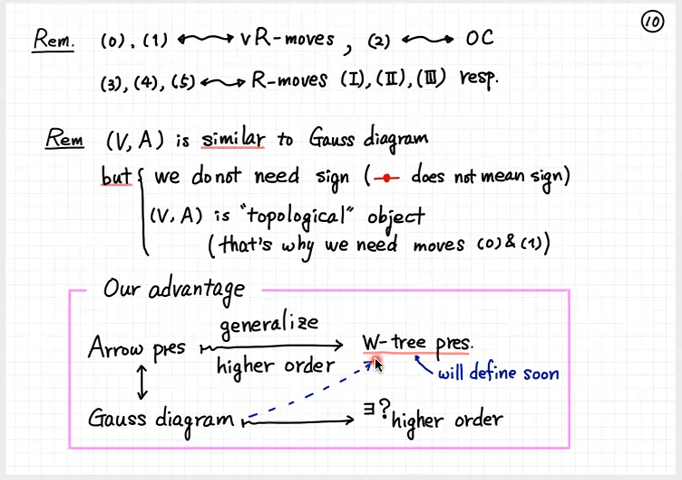 10
Rem. (0), (1) ⟷ vR-moves, (2) ⟷ OC
(3), (4), (5) ⟷ R-moves (I), (II), (III) resp.
Rem (V, A) is similar to Gauss diagram
but { we do not need sign ( does not mean sign)
(V, A) is "topological" object
(that's why we need moves (0) & (1))
Our advantage
generalize
Arrow pres ⟼ W-tree pres.
higher order
will define soon
↕
Gauss diagram ⟼ ∃? higher order